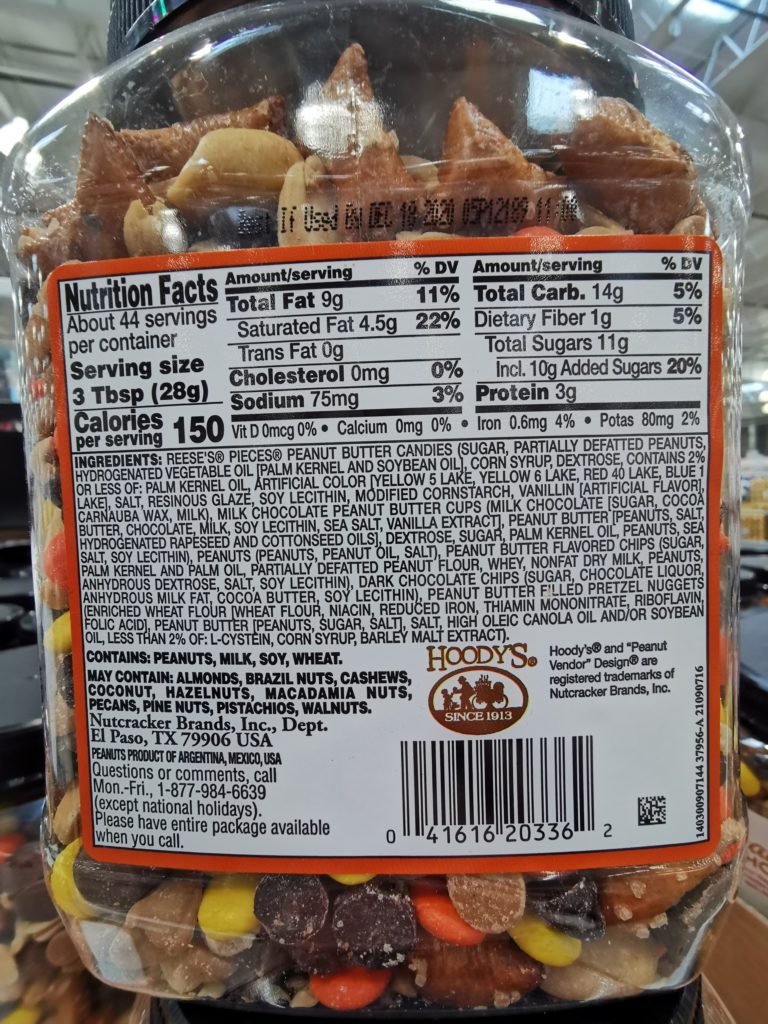 Best If Used By DEC 18 2020 05P12189 11:
Nutrition Facts
About 44 servings
per container
Serving size
3 Tbsp (28g)
Calories
per serving 150
Amount/serving % DV
Total Fat 9g 11%
Saturated Fat 4.5g 22%
Trans Fat 0g
Cholesterol 0mg 0%
Sodium 75mg 3%
Amount/serving % DV
Total Carb. 14g 5%
Dietary Fiber 1g 5%
Total Sugars 11g
Incl. 10g Added Sugars 20%
Protein 3g
Vit D 0mcg 0% • Calcium 0mg 0% • Iron 0.6mg 4% • Potas 80mg 2%
INGREDIENTS: REESE'S® PIECES® PEANUT BUTTER CANDIES (SUGAR, PARTIALLY DEFATTED PEANUTS,
HYDROGENATED VEGETABLE OIL [PALM KERNEL AND SOYBEAN OIL], CORN SYRUP, DEXTROSE, CONTAINS 2%
OR LESS OF: PALM KERNEL OIL, ARTIFICIAL COLOR [YELLOW 5 LAKE, YELLOW 6 LAKE, RED 40 LAKE, BLUE 1
LAKE], SALT, RESINOUS GLAZE, SOY LECITHIN, MODIFIED CORNSTARCH, VANILLIN [ARTIFICIAL FLAVOR],
CARNAUBA WAX, MILK), MILK CHOCOLATE PEANUT BUTTER CUPS (MILK CHOCOLATE [SUGAR, COCOA
BUTTER, CHOCOLATE, MILK, SOY LECITHIN, SEA SALT, VANILLA EXTRACT], PEANUT BUTTER [PEANUTS, SALT,
HYDROGENATED RAPESEED AND COTTONSEED OILS], DEXTROSE, SUGAR, PALM KERNEL OIL, PEANUTS, SEA
SALT, SOY LECITHIN), PEANUTS (PEANUTS, PEANUT OIL, SALT), PEANUT BUTTER FLAVORED CHIPS (SUGAR,
PALM KERNEL AND PALM OIL, PARTIALLY DEFATTED PEANUT FLOUR, WHEY, NONFAT DRY MILK, PEANUTS,
ANHYDROUS DEXTROSE, SALT, SOY LECITHIN), DARK CHOCOLATE CHIPS (SUGAR, CHOCOLATE LIQUOR,
ANHYDROUS MILK FAT, COCOA BUTTER, SOY LECITHIN), PEANUT BUTTER FILLED PRETZEL NUGGETS
(ENRICHED WHEAT FLOUR [WHEAT FLOUR, NIACIN, REDUCED IRON, THIAMIN MONONITRATE, RIBOFLAVIN,
FOLIC ACID], PEANUT BUTTER [PEANUTS, SUGAR, SALT], SALT, HIGH OLEIC CANOLA OIL AND/OR SOYBEAN
OIL, LESS THAN 2% OF: L-CYSTEIN, CORN SYRUP, BARLEY MALT EXTRACT).
CONTAINS: PEANUTS, MILK, SOY, WHEAT.
MAY CONTAIN: ALMONDS, BRAZIL NUTS, CASHEWS,
COCONUT, HAZELNUTS, MACADAMIA NUTS,
PECANS, PINE NUTS, PISTACHIOS, WALNUTS.
Nutcracker Brands, Inc., Dept.
El Paso, TX 79906 USA
PEANUTS PRODUCT OF ARGENTINA, MEXICO, USA
Questions or comments, call
Mon.-Fri., 1-877-984-6639
(except national holidays).
Please have entire package available
when you call.
HOODY'S®
SINCE 1913
Hoody's® and "Peanut
Vendor" Design® are
registered trademarks of
Nutcracker Brands, Inc.
0 41616 20336 2
140300907144 37956-A 21090716